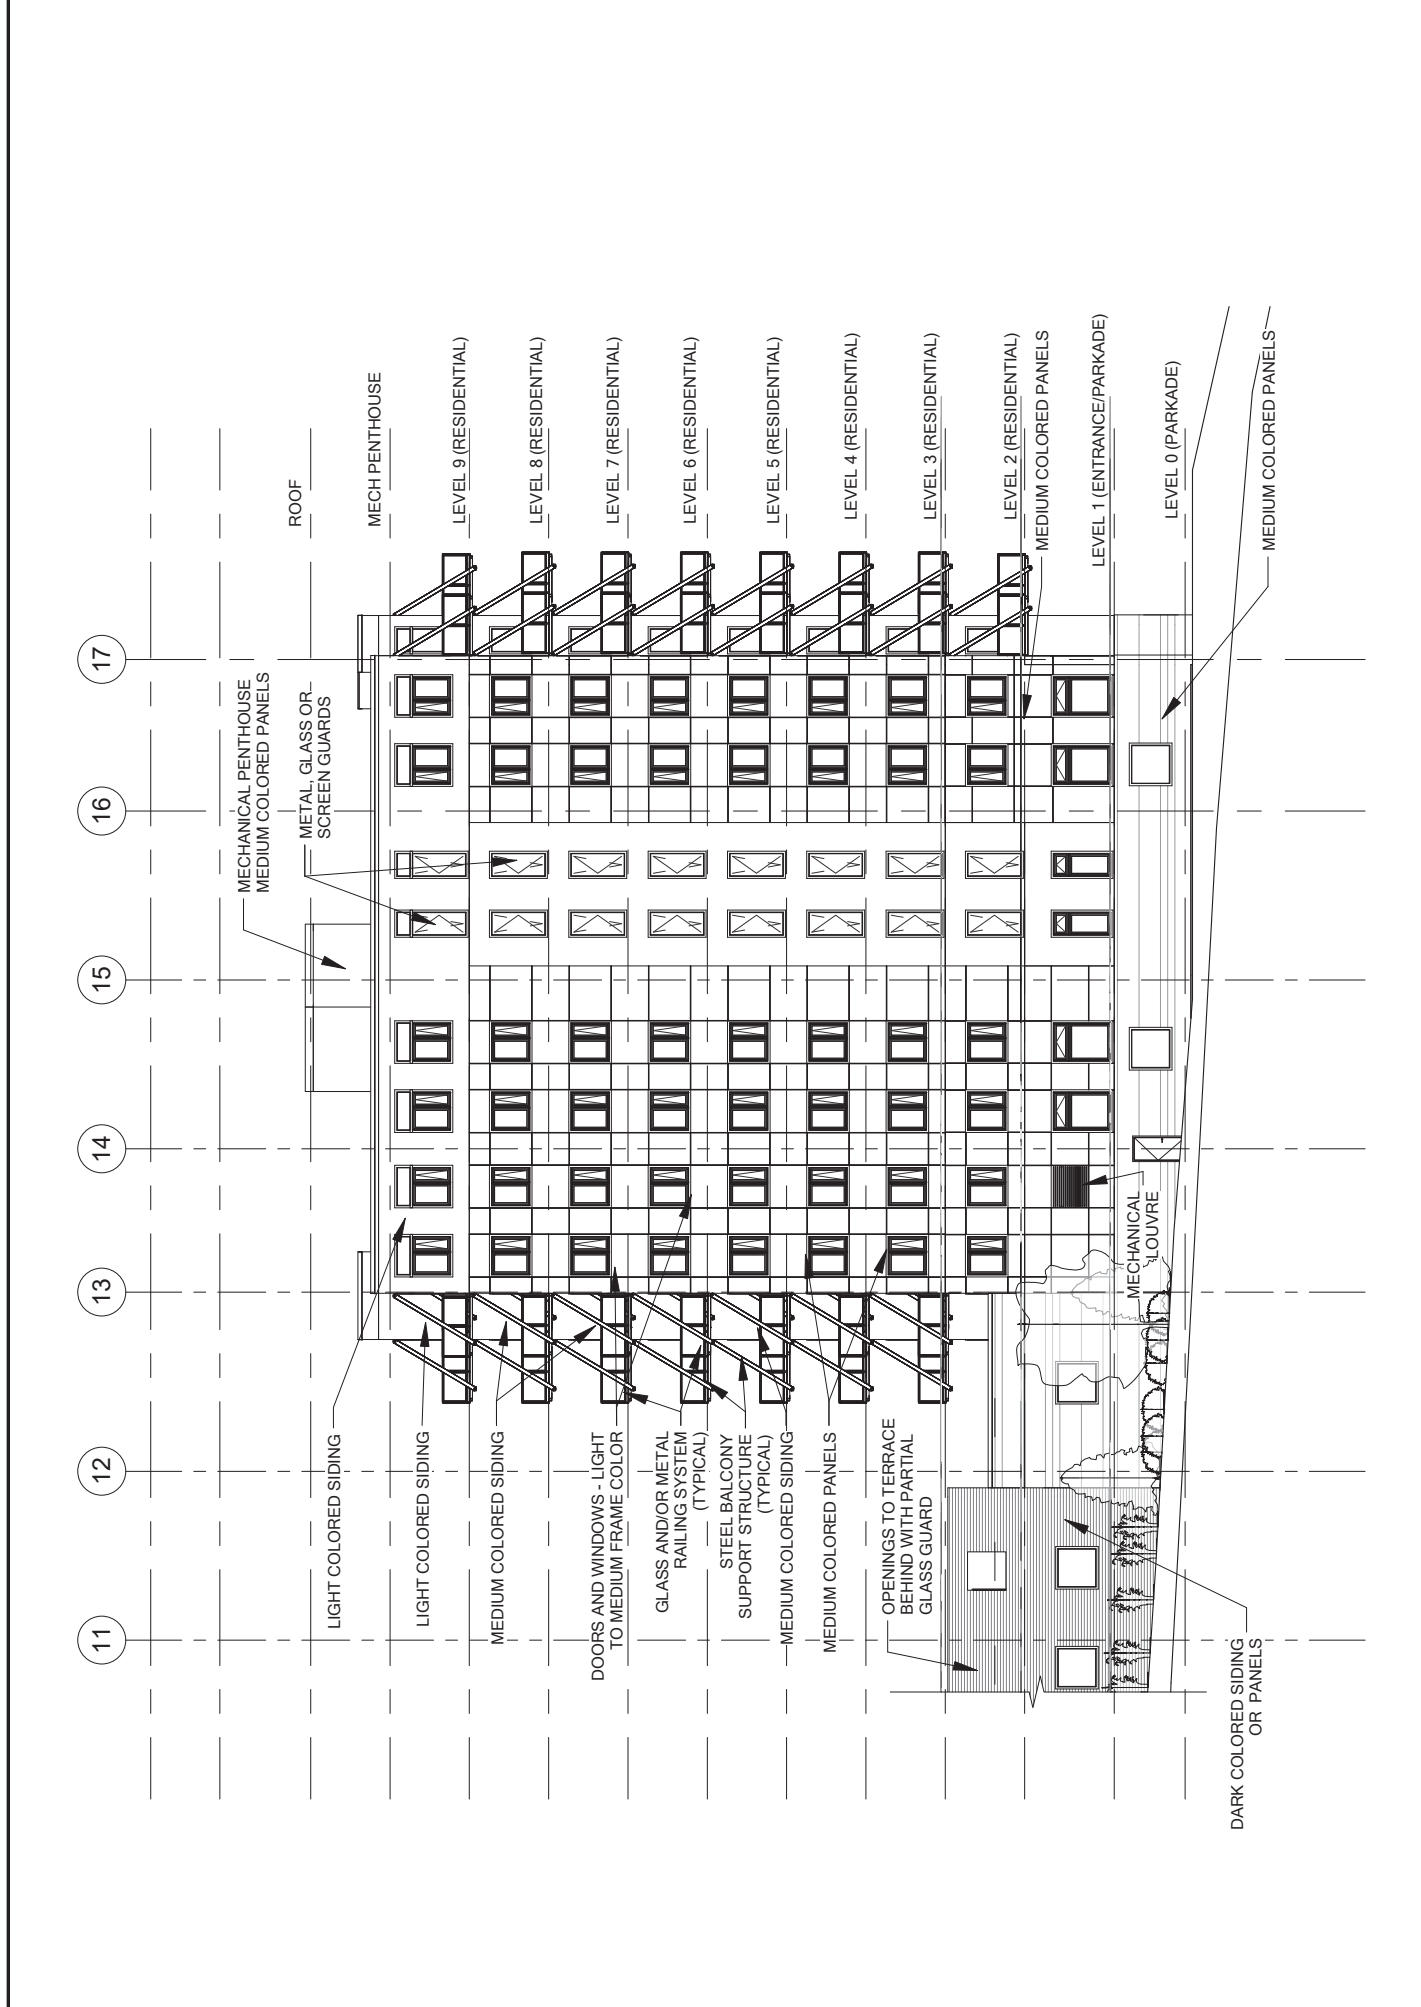 11
12
13
14
15
16
17
MECHANICAL PENTHOUSE
MEDIUM COLORED PANELS
METAL, GLASS OR
SCREEN GUARDS
ROOF
MECH PENTHOUSE
LEVEL 9 (RESIDENTIAL)
LEVEL 8 (RESIDENTIAL)
LEVEL 7 (RESIDENTIAL)
LEVEL 6 (RESIDENTIAL)
LEVEL 5 (RESIDENTIAL)
LEVEL 4 (RESIDENTIAL)
LEVEL 3 (RESIDENTIAL)
LEVEL 2 (RESIDENTIAL)
MEDIUM COLORED PANELS
LEVEL 1 (ENTRANCE/PARKADE)
LEVEL 0 (PARKADE)
MEDIUM COLORED PANELS
LIGHT COLORED SIDING
LIGHT COLORED SIDING
MEDIUM COLORED SIDING
DOORS AND WINDOWS - LIGHT
TO MEDIUM FRAME COLOR
GLASS AND/OR METAL
RAILING SYSTEM
(TYPICAL)
STEEL BALCONY
SUPPORT STRUCTURE
(TYPICAL)
MEDIUM COLORED SIDING
MEDIUM COLORED PANELS
OPENINGS TO TERRACE
BEHIND WITH PARTIAL
GLASS GUARD
MECHANICAL
LOUVRE
DARK COLORED SIDING
OR PANELS